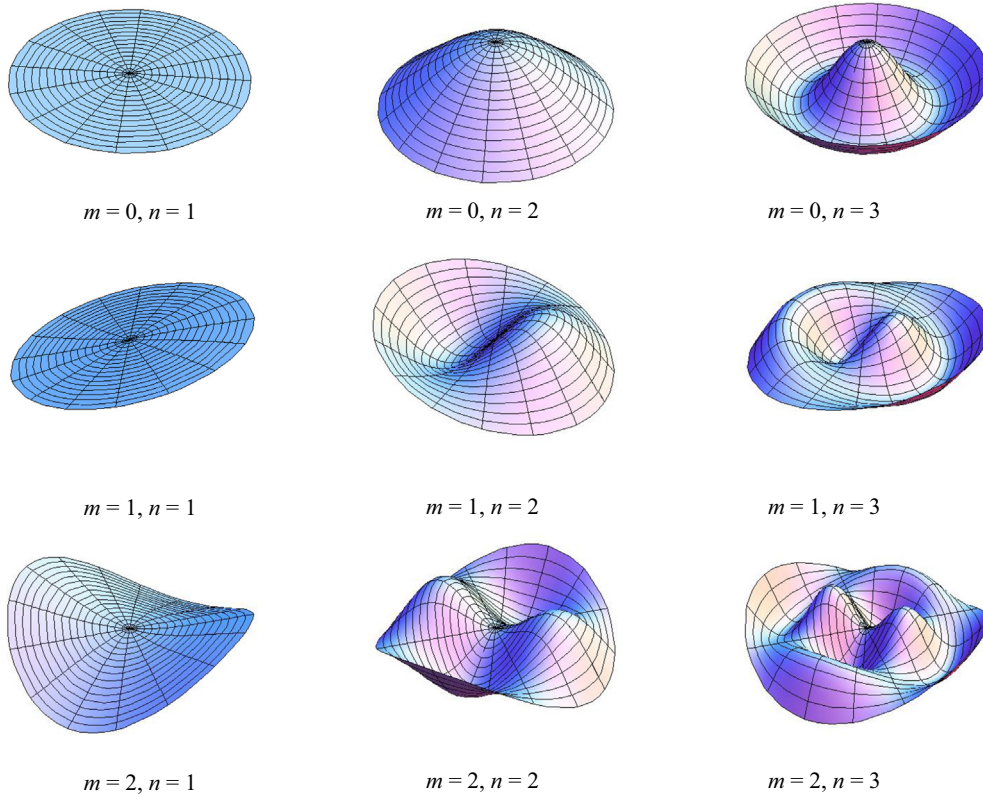 m = 0, n = 1
m = 0, n = 2
m = 0, n = 3
m = 1, n = 1
m = 1, n = 2
m = 1, n = 3
m = 2, n = 1
m = 2, n = 2
m = 2, n = 3